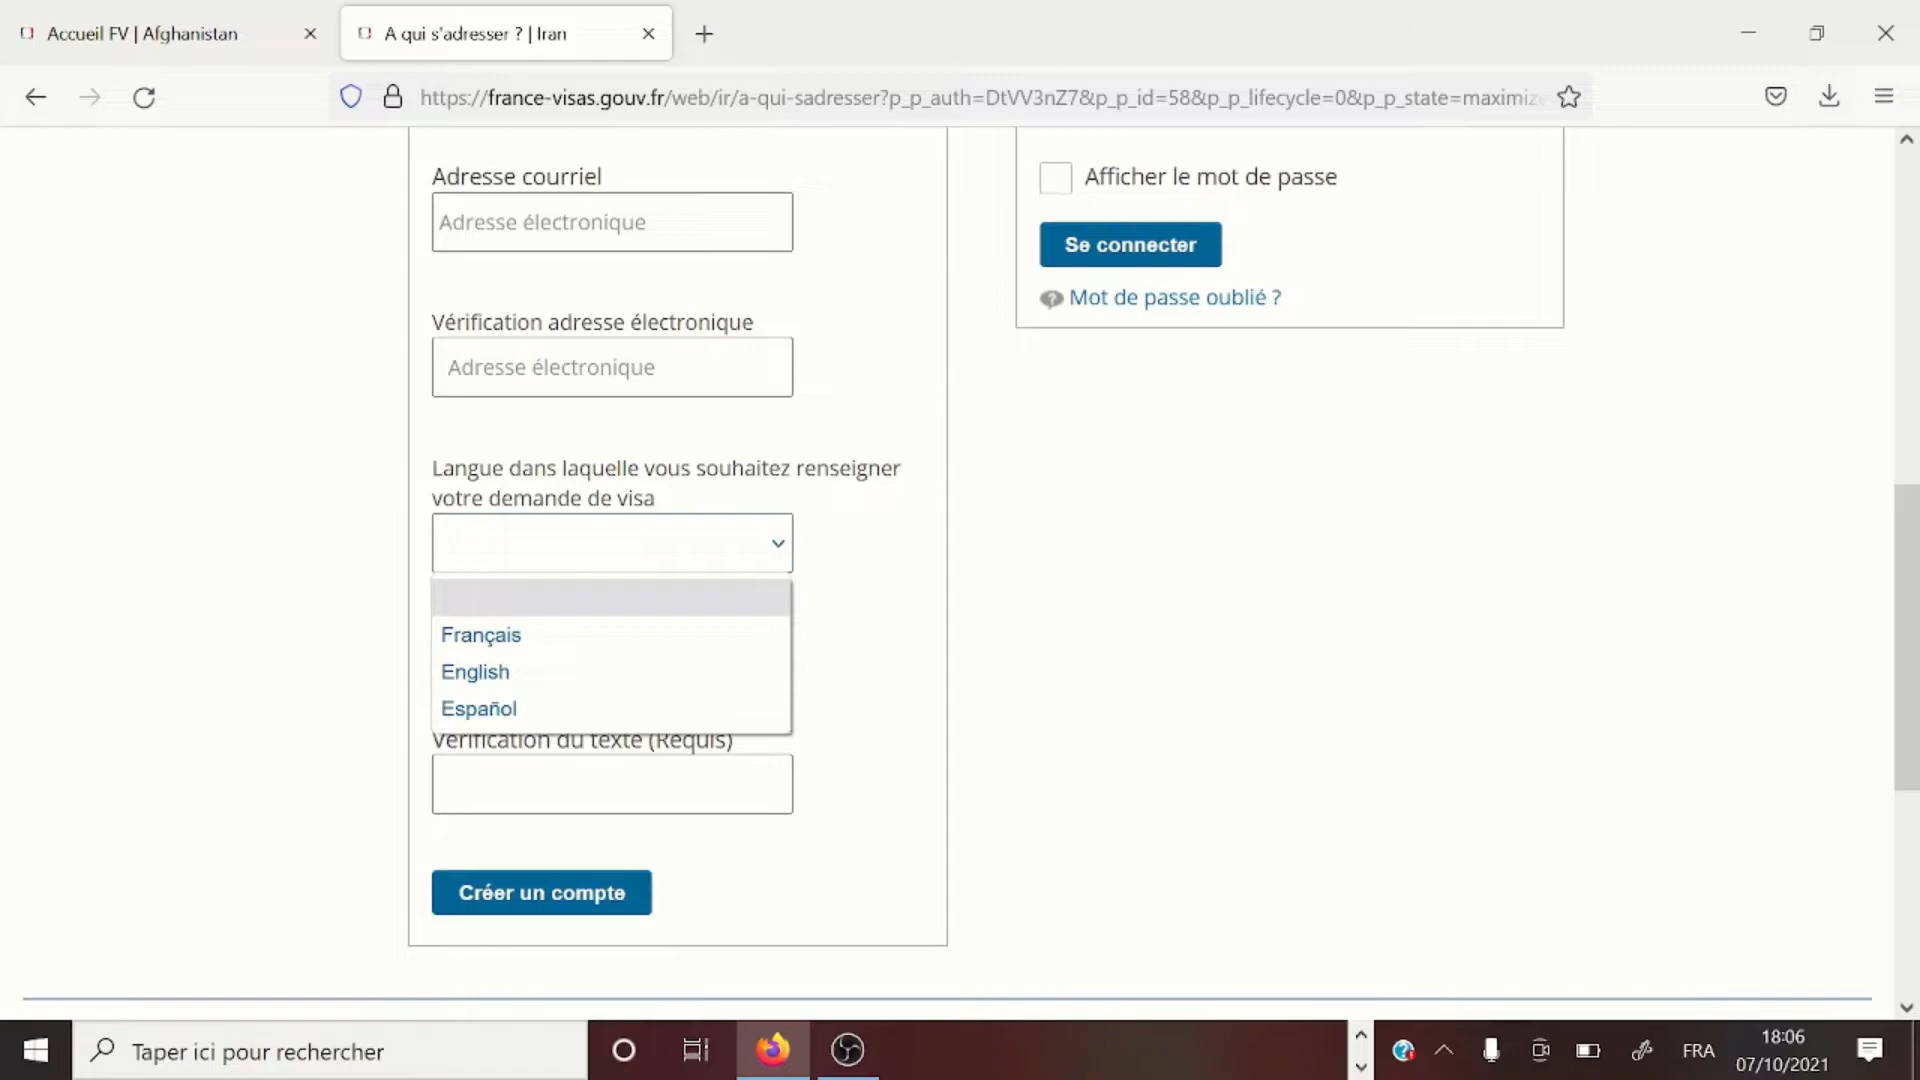 Accueil FV | Afghanistan
A qui s'adresser ? | Iran
https://france-visas.gouv.fr/web/ir/a-qui-sadresser?p_p_auth=DtVV3nZ7&p_p_id=58&p_p_lifecycle=0&p_p_state=maximize
Adresse courriel
Adresse électronique
Vérification adresse électronique
Adresse électronique
Langue dans laquelle vous souhaitez renseigner
votre demande de visa
Français
English
Español
Vérification du texte (Requis)
Créer un compte
Afficher le mot de passe
Se connecter
Mot de passe oublié ?
Taper ici pour rechercher
FRA
18:06
07/10/2021